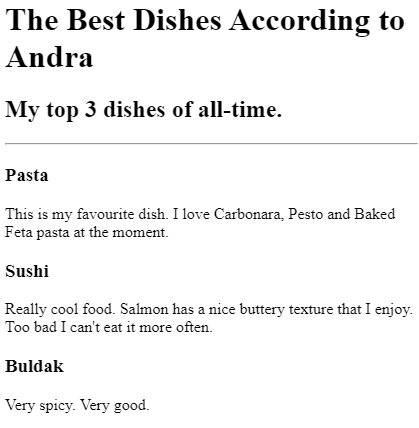 The Best Dishes According to
Andra
My top 3 dishes of all-time.
Pasta
This is my favourite dish. I love Carbonara, Pesto and Baked
Feta pasta at the moment.
Sushi
Really cool food. Salmon has a nice buttery texture that I enjoy.
Too bad I can't eat it more often.
Buldak
Very spicy. Very good.